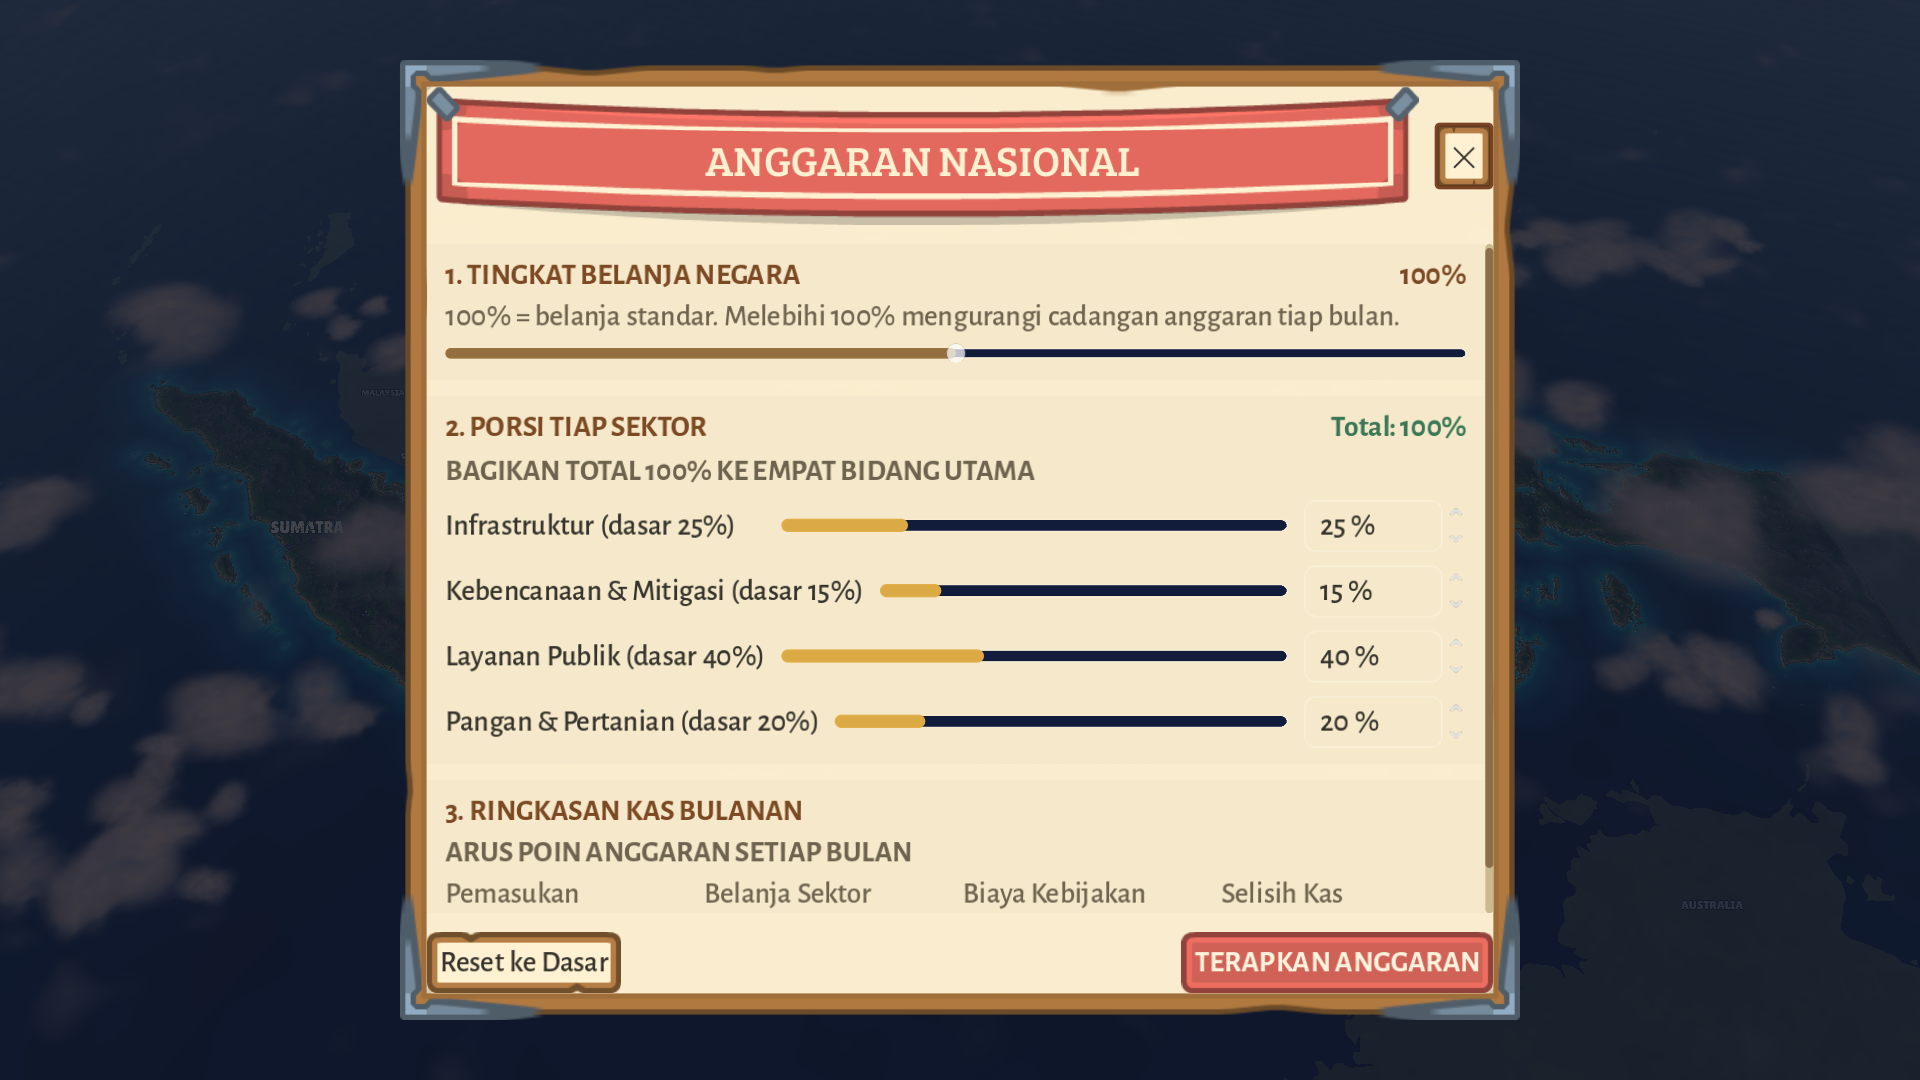 ANGGARAN NASIONAL
1. TINGKAT BELANJA NEGARA 100%
100% = belanja standar. Melebihi 100% mengurangi cadangan anggaran tiap bulan.
2. PORSI TIAP SEKTOR Total: 100%
BAGIKAN TOTAL 100% KE EMPAT BIDANG UTAMA
Infrastruktur (dasar 25%) 25 %
Kebencanaan & Mitigasi (dasar 15%) 15 %
Layanan Publik (dasar 40%) 40 %
Pangan & Pertanian (dasar 20%) 20 %
3. RINGKASAN KAS BULANAN
ARUS POIN ANGGARAN SETIAP BULAN
Pemasukan Belanja Sektor Biaya Kebijakan Selisih Kas
Reset ke Dasar TERAPKAN ANGGARAN
MALAYSIA
SUMATRA
AUSTRALIA